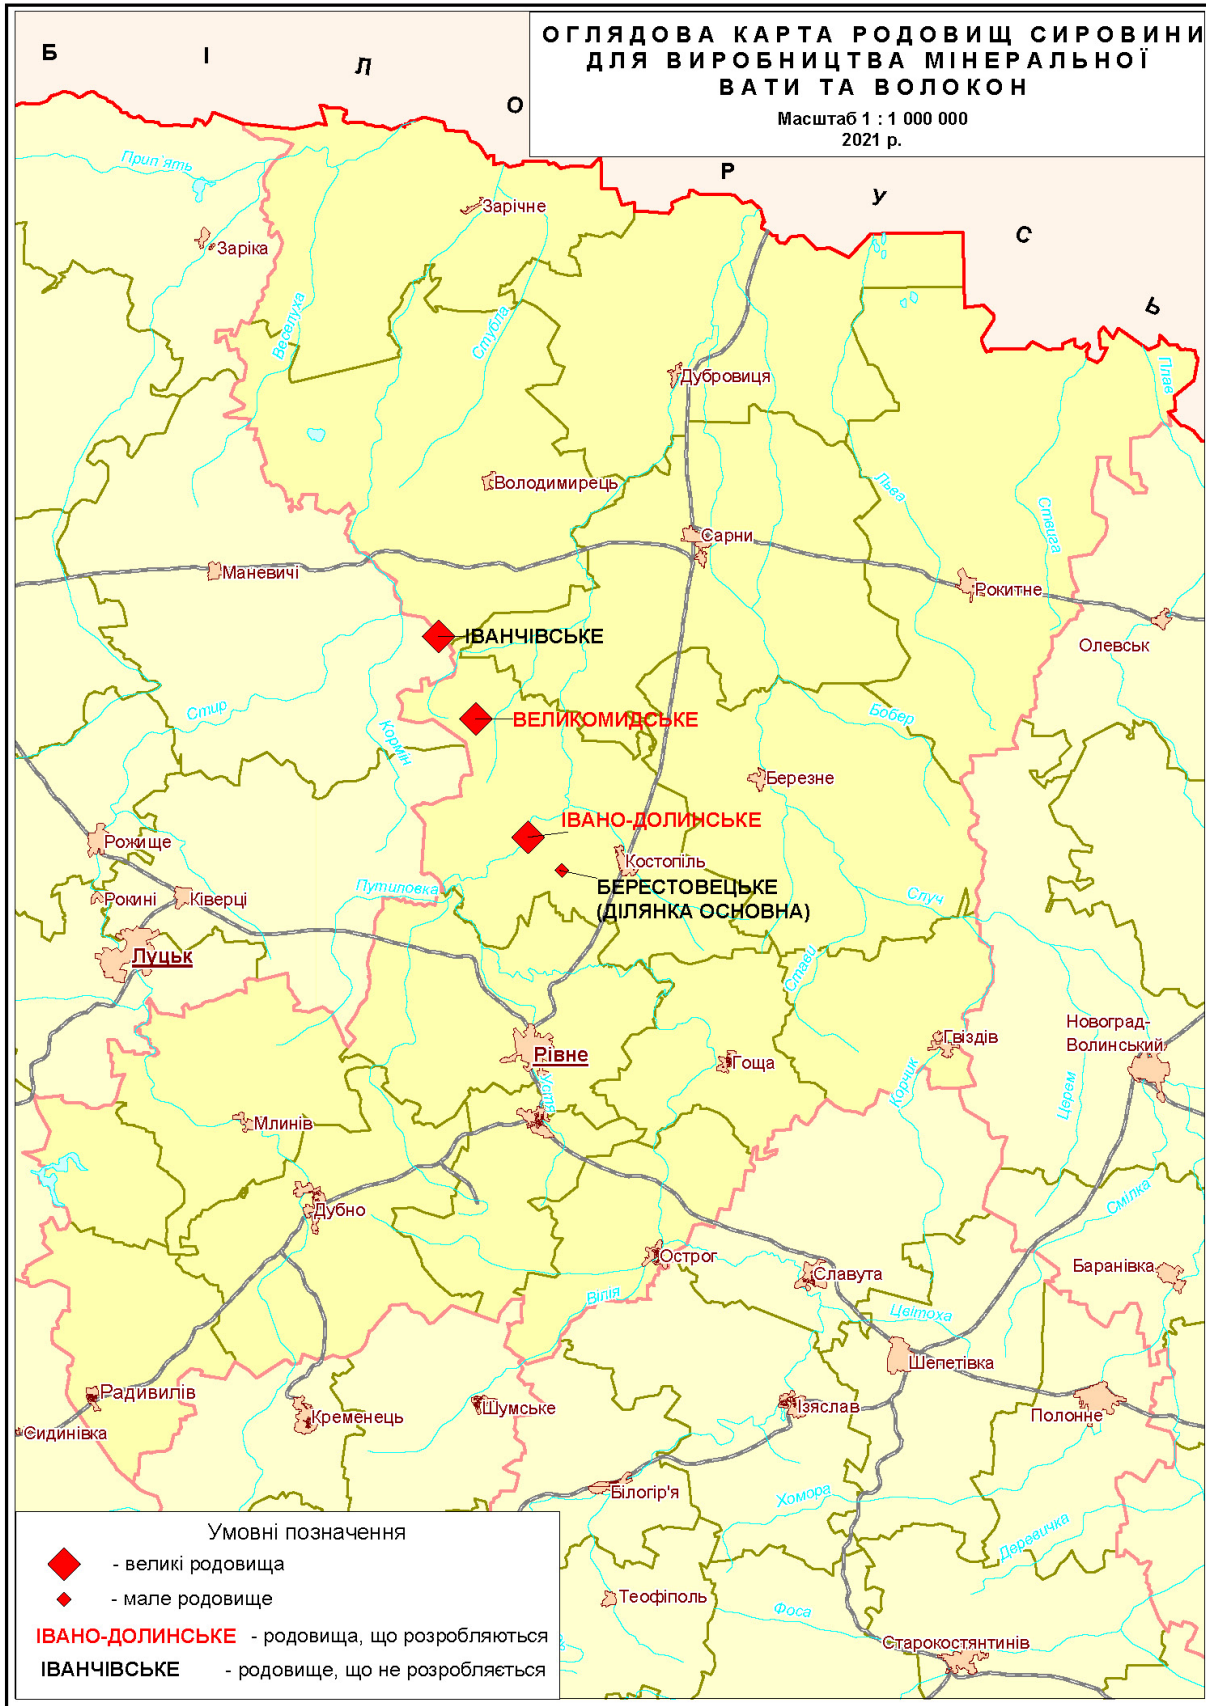 ОГЛЯДОВА КАРТА РОДОВИЩ СИРОВИНИ
ДЛЯ ВИРОБНИЦТВА МІНЕРАЛЬНОЇ
ВАТИ ТА ВОЛОКОН
Масштаб 1 : 1 000 000
2021 р.
Б І Л О Р У С Ь
Прип`ять
Зарічне
Заріка
Веселуха
Стубла
Плав
Дубровиця
Володимирець
Льва
Ствига
Сарни
Маневичі
Рокитне
Олевськ
ІВАНЧІВСЬКЕ
Стир
Кормін
ВЕЛИКОМИДСЬКЕ
Бобер
Березне
ІВАНО-ДОЛИНСЬКЕ
Рожище
Костопіль
Путиловка
БЕРЕСТОВЕЦЬКЕ
(ДІЛЯНКА ОСНОВНА)
Случ
Рокині
Ківерці
Луцьк
Стави
Новоград-
Волинський
Гвіздів
Рівне
Гоща
Устя
Корчик
Церем
Млинів
Смілка
Дубно
Острог
Славута
Баранівка
Вілія
Цвітоха
Шепетівка
Радивилів
Кременець
Шумське
Ізяслав
Полонне
Сидинівка
Білогір'я
Хомора
Деревичка
Теофіполь
Фоса
Старокостянтинів
Умовні позначення
- великі родовища
- мале родовище
ІВАНО-ДОЛИНСЬКЕ - родовища, що розробляються
ІВАНЧІВСЬКЕ - родовище, що не розробляється